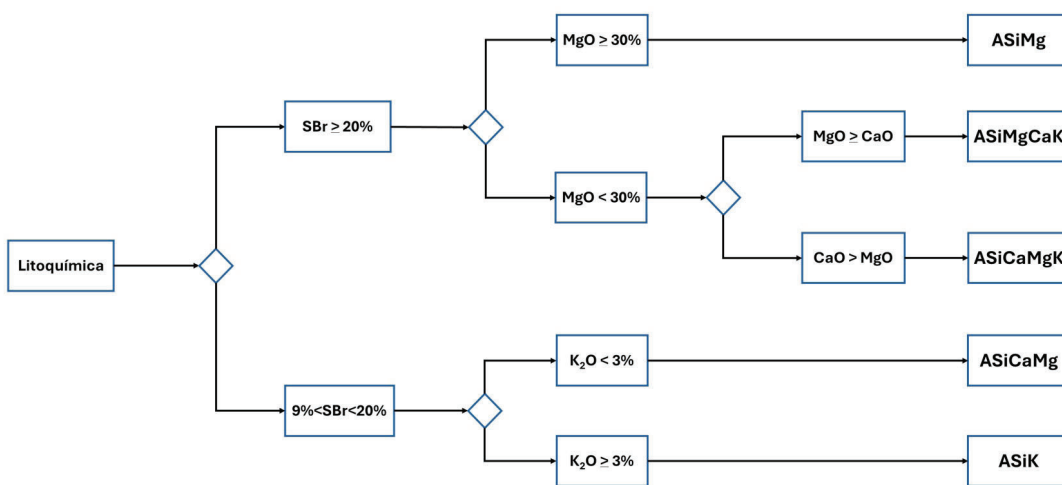 MgO ≥ 30%
ASiMg
SBr ≥ 20%
MgO ≥ CaO
ASiMgCaK
MgO < 30%
Litoquímica
CaO > MgO
ASiCaMgK
K₂O < 3%
ASiCaMg
9%<SBr<20%
K₂O ≥ 3%
ASiK